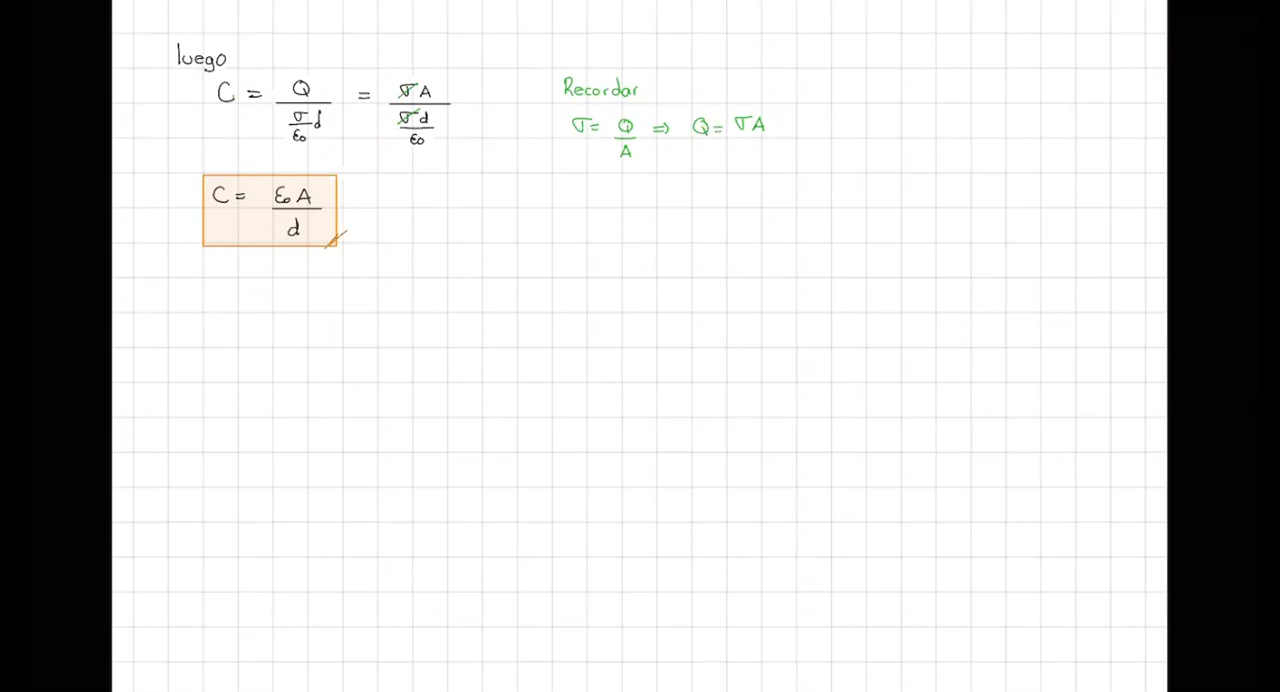 luego
C = Q / (σ/ε₀ d) = σA / (σd/ε₀)
C = ε₀A / d
Recordar
σ = Q/A ⇒ Q = σA